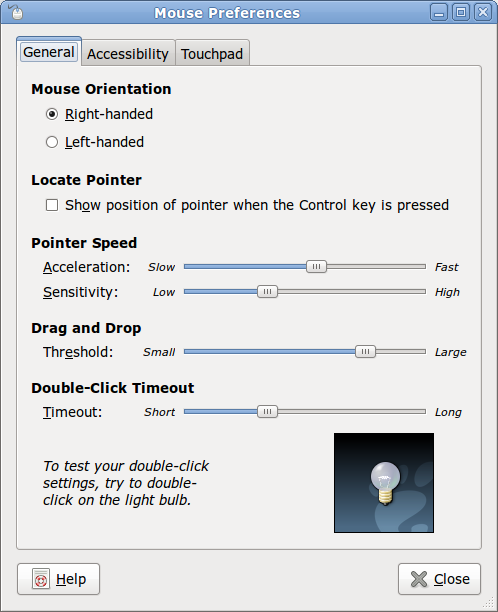 Mouse Preferences
General Accessibility Touchpad
Mouse Orientation
Right-handed
Left-handed
Locate Pointer
Show position of pointer when the Control key is pressed
Pointer Speed
Acceleration: Slow Fast
Sensitivity: Low High
Drag and Drop
Threshold: Small Large
Double-Click Timeout
Timeout: Short Long
To test your double-click
settings, try to double-
click on the light bulb.
Help Close